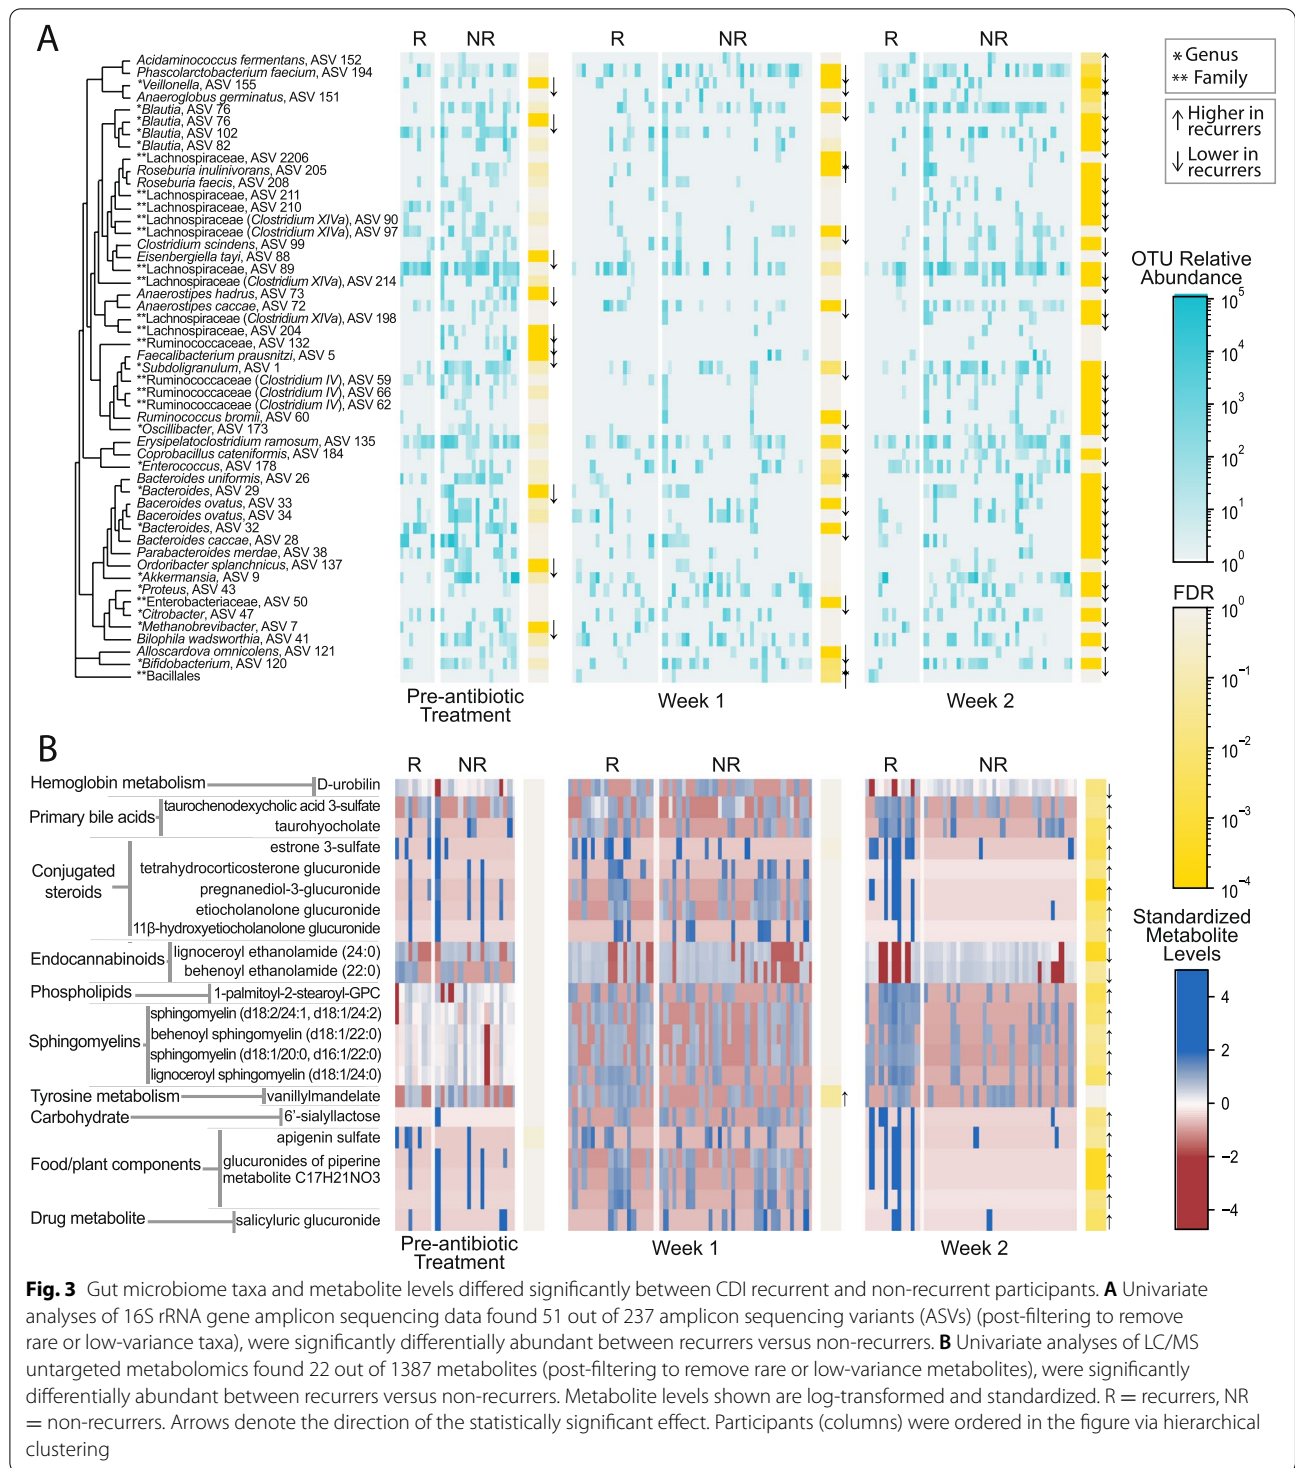 A
R NR R NR R NR
Acidaminococcus fermentans, ASV 152
Phascolarctobacterium faecium, ASV 194
*Veillonella, ASV 155
Anaeroglobus germinatus, ASV 151
*Blautia, ASV 76
*Blautia, ASV 76
*Blautia, ASV 102
*Blautia, ASV 82
**Lachnospiraceae, ASV 2206
Roseburia inulinivorans, ASV 205
Roseburia faecis, ASV 208
**Lachnospiraceae, ASV 211
**Lachnospiraceae, ASV 210
**Lachnospiraceae (Clostridium XIVa), ASV 90
**Lachnospiraceae (Clostridium XIVa), ASV 97
Clostridium scindens, ASV 99
Eisenbergiella tayi, ASV 88
**Lachnospiraceae, ASV 89
**Lachnospiraceae (Clostridium XIVa), ASV 214
Anaerostipes hadrus, ASV 73
Anaerostipes caccae, ASV 72
**Lachnospiraceae (Clostridium XIVa), ASV 198
**Lachnospiraceae, ASV 204
**Ruminococcaceae, ASV 132
Faecalibacterium prausnitzi, ASV 5
*Subdoligranulum, ASV 1
**Ruminococcaceae (Clostridium IV), ASV 59
**Ruminococcaceae (Clostridium IV), ASV 66
**Ruminococcaceae (Clostridium IV), ASV 62
Ruminococcus bromii, ASV 60
*Oscillibacter, ASV 173
Erysipelatoclostridium ramosum, ASV 135
Coprobacillus cateniformis, ASV 184
*Enterococcus, ASV 178
Bacteroides uniformis, ASV 26
*Bacteroides, ASV 29
Baceroides ovatus, ASV 33
Baceroides ovatus, ASV 34
*Bacteroides, ASV 32
Bacteroides caccae, ASV 28
Parabacteroides merdae, ASV 38
Ordoribacter splanchnicus, ASV 137
*Akkermansia, ASV 9
*Proteus, ASV 43
**Enterobacteriaceae, ASV 50
*Citrobacter, ASV 47
*Methanobrevibacter, ASV 7
Bilophila wadsworthia, ASV 41
Alloscardova omnicolens, ASV 121
*Bifidobacterium, ASV 120
**Bacillales
Pre-antibiotic
Treatment
Week 1
Week 2
* Genus
** Family
↑ Higher in
recurrers
↓ Lower in
recurrers
OTU Relative
Abundance
10^5
10^4
10^3
10^2
10^1
10^0
FDR
10^0
10^-1
10^-2
10^-3
10^-4
Standardized
Metabolite
Levels
4
2
0
−2
−4
B
R NR R NR R NR
Hemoglobin metabolism
D-urobilin
Primary bile acids
taurochenodexycholic acid 3-sulfate
taurohyocholate
Conjugated
steroids
estrone 3-sulfate
tetrahydrocorticosterone glucuronide
pregnanediol-3-glucuronide
etiocholanolone glucuronide
11β-hydroxyetiocholanolone glucuronide
Endocannabinoids
lignoceroyl ethanolamide (24:0)
behenoyl ethanolamide (22:0)
Phospholipids
1-palmitoyl-2-stearoyl-GPC
Sphingomyelins
sphingomyelin (d18:2/24:1, d18:1/24:2)
behenoyl sphingomyelin (d18:1/22:0)
sphingomyelin (d18:1/20:0, d16:1/22:0)
lignoceroyl sphingomyelin (d18:1/24:0)
Tyrosine metabolism
vanillylmandelate
Carbohydrate
6'-sialyllactose
Food/plant components
apigenin sulfate
glucuronides of piperine
metabolite C17H21NO3
Drug metabolite
salicyluric glucuronide
Pre-antibiotic
Treatment
Week 1
Week 2
Fig. 3 Gut microbiome taxa and metabolite levels differed significantly between CDI recurrent and non-recurrent participants. A Univariate
analyses of 16S rRNA gene amplicon sequencing data found 51 out of 237 amplicon sequencing variants (ASVs) (post-filtering to remove
rare or low-variance taxa), were significantly differentially abundant between recurrers versus non-recurrers. B Univariate analyses of LC/MS
untargeted metabolomics found 22 out of 1387 metabolites (post-filtering to remove rare or low-variance metabolites), were significantly
differentially abundant between recurrers versus non-recurrers. Metabolite levels shown are log-transformed and standardized. R = recurrers, NR
= non-recurrers. Arrows denote the direction of the statistically significant effect. Participants (columns) were ordered in the figure via hierarchical
clustering